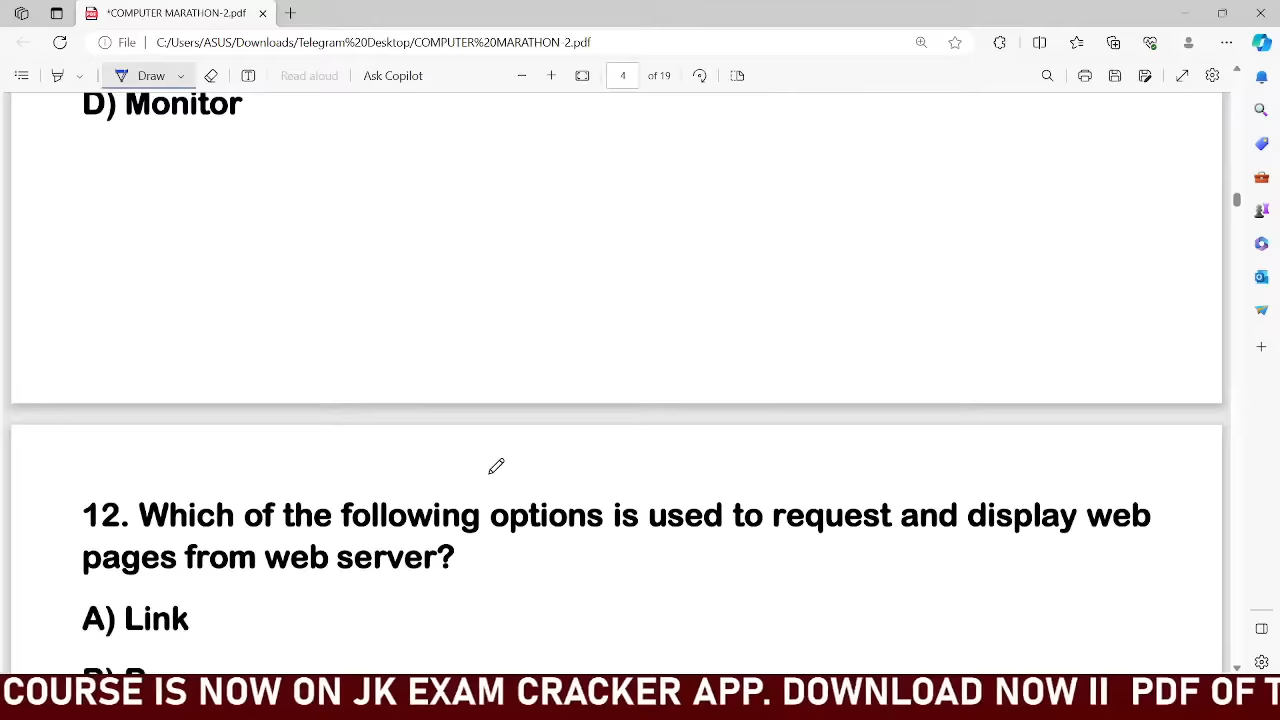 *COMPUTER MARATHON-2.pdf
File C:/Users/ASUS/Downloads/Telegram%20Desktop/COMPUTER%20MARATHON-2.pdf
Draw Read aloud Ask Copilot 4 of 19
D) Monitor
12. Which of the following options is used to request and display web
pages from web server?
A) Link
COURSE IS NOW ON JK EXAM CRACKER APP. DOWNLOAD NOW II PDF OF T